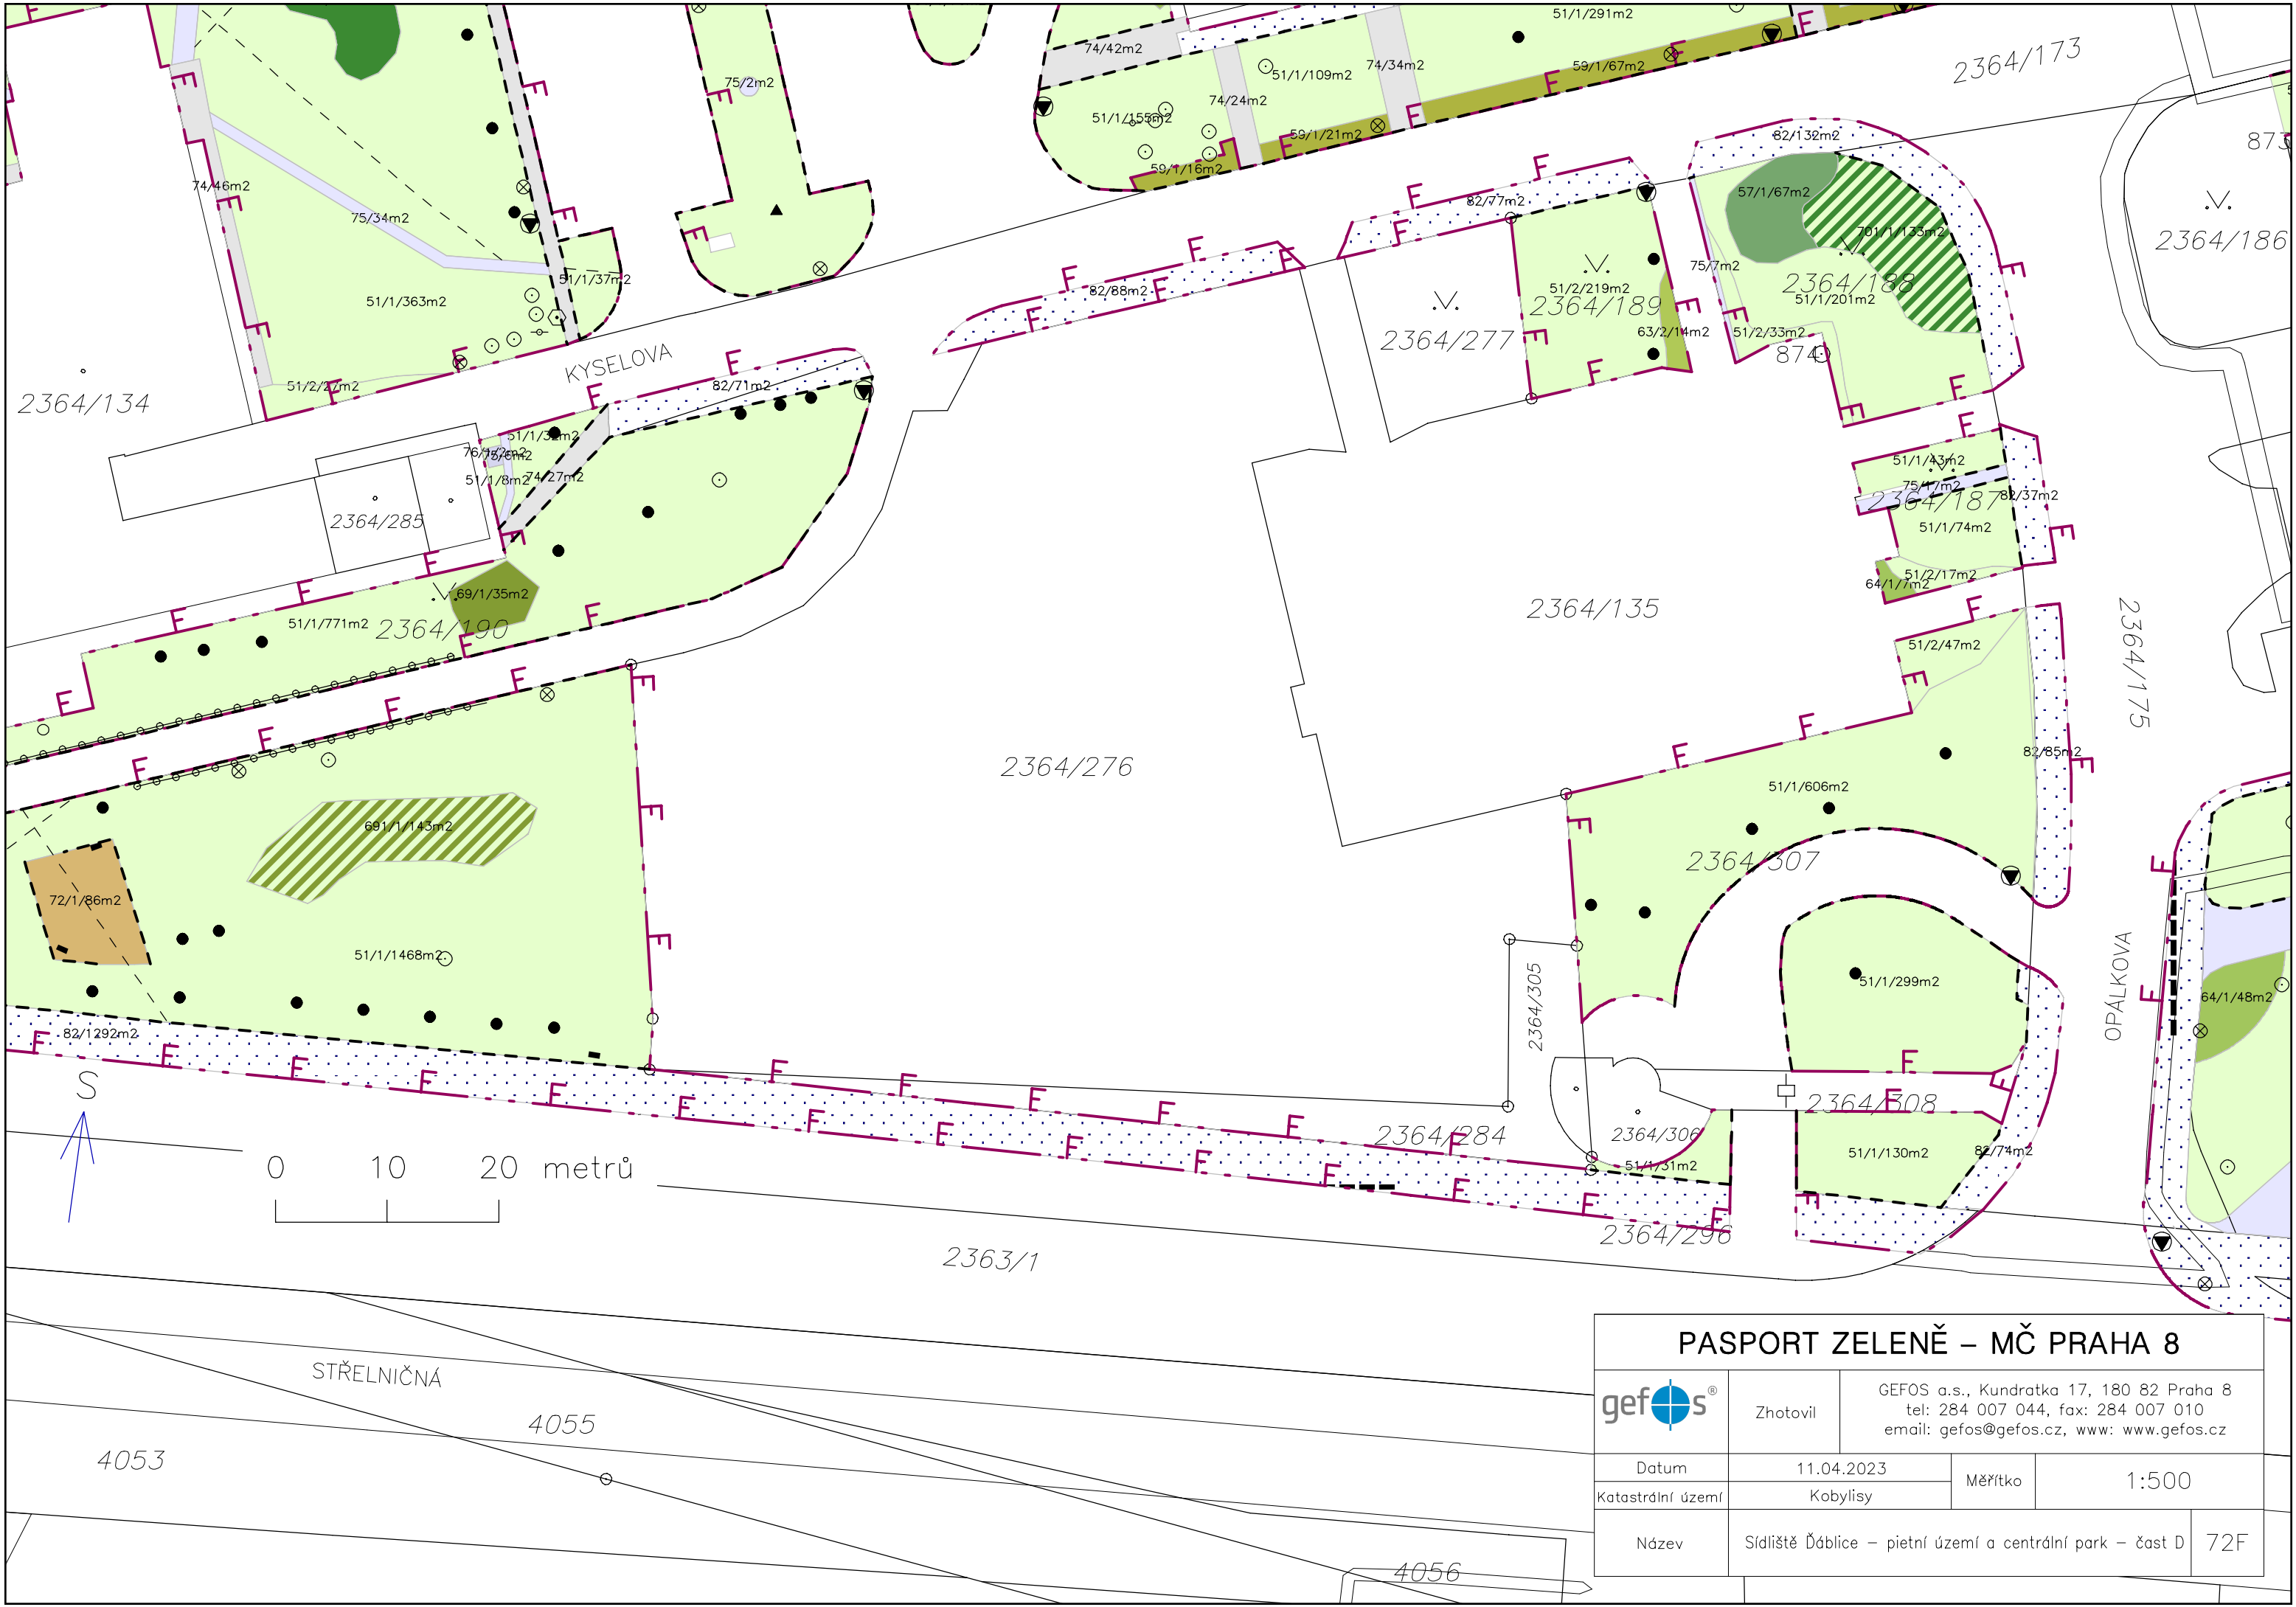 51/1/291m2
74/42m2
2364/173
75/2m2
51/1/109m2
74/34m2
59/1/67m2
74/24m2
51/1/155m2
59/1/21m2
82/132m2
59/1/16m2
74/46m2
75/34m2
57/1/67m2
82/77m2
701/1/133m2
2364/186
51/1/37m2
75/7m2
51/1/363m2
82/88m2
51/2/219m2
2364/189
2364/188
51/1/201m2
2364/277
63/2/14m2
51/2/33m2
874
KYSELOVA
51/2/27m2
82/71m2
2364/134
76/1/2m2
75/6m2
51/1/8m2
74/27m2
51/1/43m2
75/17m2
2364/187
82/37m2
2364/285
51/1/74m2
51/2/17m2
64/1/7m2
69/1/35m2
51/1/771m2
2364/190
2364/135
51/2/47m2
2364/175
2364/276
82/85m2
51/1/606m2
691/1/143m2
2364/307
72/1/86m2
51/1/1468m2
51/1/299m2
2364/305
OPÁLKOVA
64/1/48m2
82/1292m2
S
2364/308
2364/284
2364/306
51/1/31m2
51/1/130m2
82/74m2
0 10 20 metrů
2364/296
2363/1
STŘELNIČNÁ
4055
4053
4056
PASPORT ZELENĚ – MČ PRAHA 8
gefos®
Zhotovil
GEFOS a.s., Kundratka 17, 180 82 Praha 8
tel: 284 007 044, fax: 284 007 010
email: gefos@gefos.cz, www: www.gefos.cz
Datum 11.04.2023
Měřítko 1:500
Katastrální území Kobylisy
Název Sídliště Ďáblice – pietní území a centrální park – čast D 72F